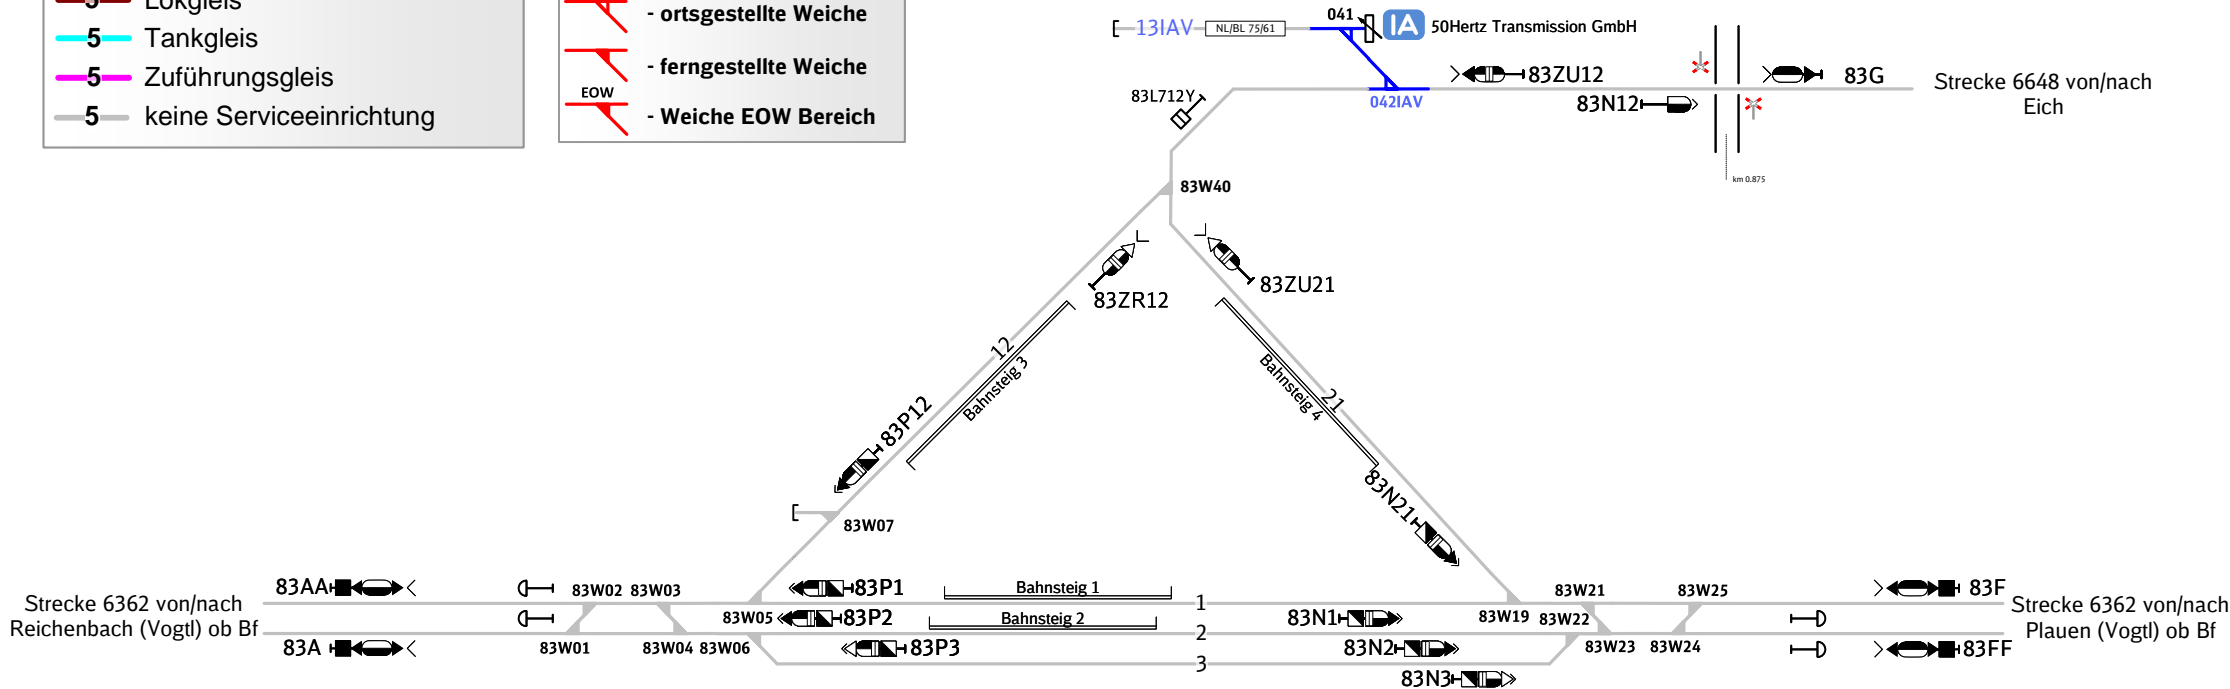 5 Lokgleis
5 Tankgleis
5 Zuführungsgleis
5 keine Serviceeinrichtung
- ortsgestellte Weiche
- ferngestellte Weiche
EOW
- Weiche EOW Bereich
13IAV
NL/BL 75/61
041
IA
50Hertz Transmission GmbH
83ZU12
83G
83L712Y
042IAV
83N12
Strecke 6648 von/nach
Eich
km 0.875
83W40
83ZR12
83ZU21
12
Bahnsteig 3
Bahnsteig 4
21
83P12
83N21
83W07
83AA
83W02
83W03
83P1
Bahnsteig 1
83W21
83W25
83F
Strecke 6362 von/nach
Reichenbach (Vogtl) ob Bf
1
83W05
83P2
Bahnsteig 2
83N1
83W19
83W22
Strecke 6362 von/nach
Plauen (Vogtl) ob Bf
2
83A
83W01
83W04
83W06
83P3
83N2
83W23
83W24
83FF
3
83N3